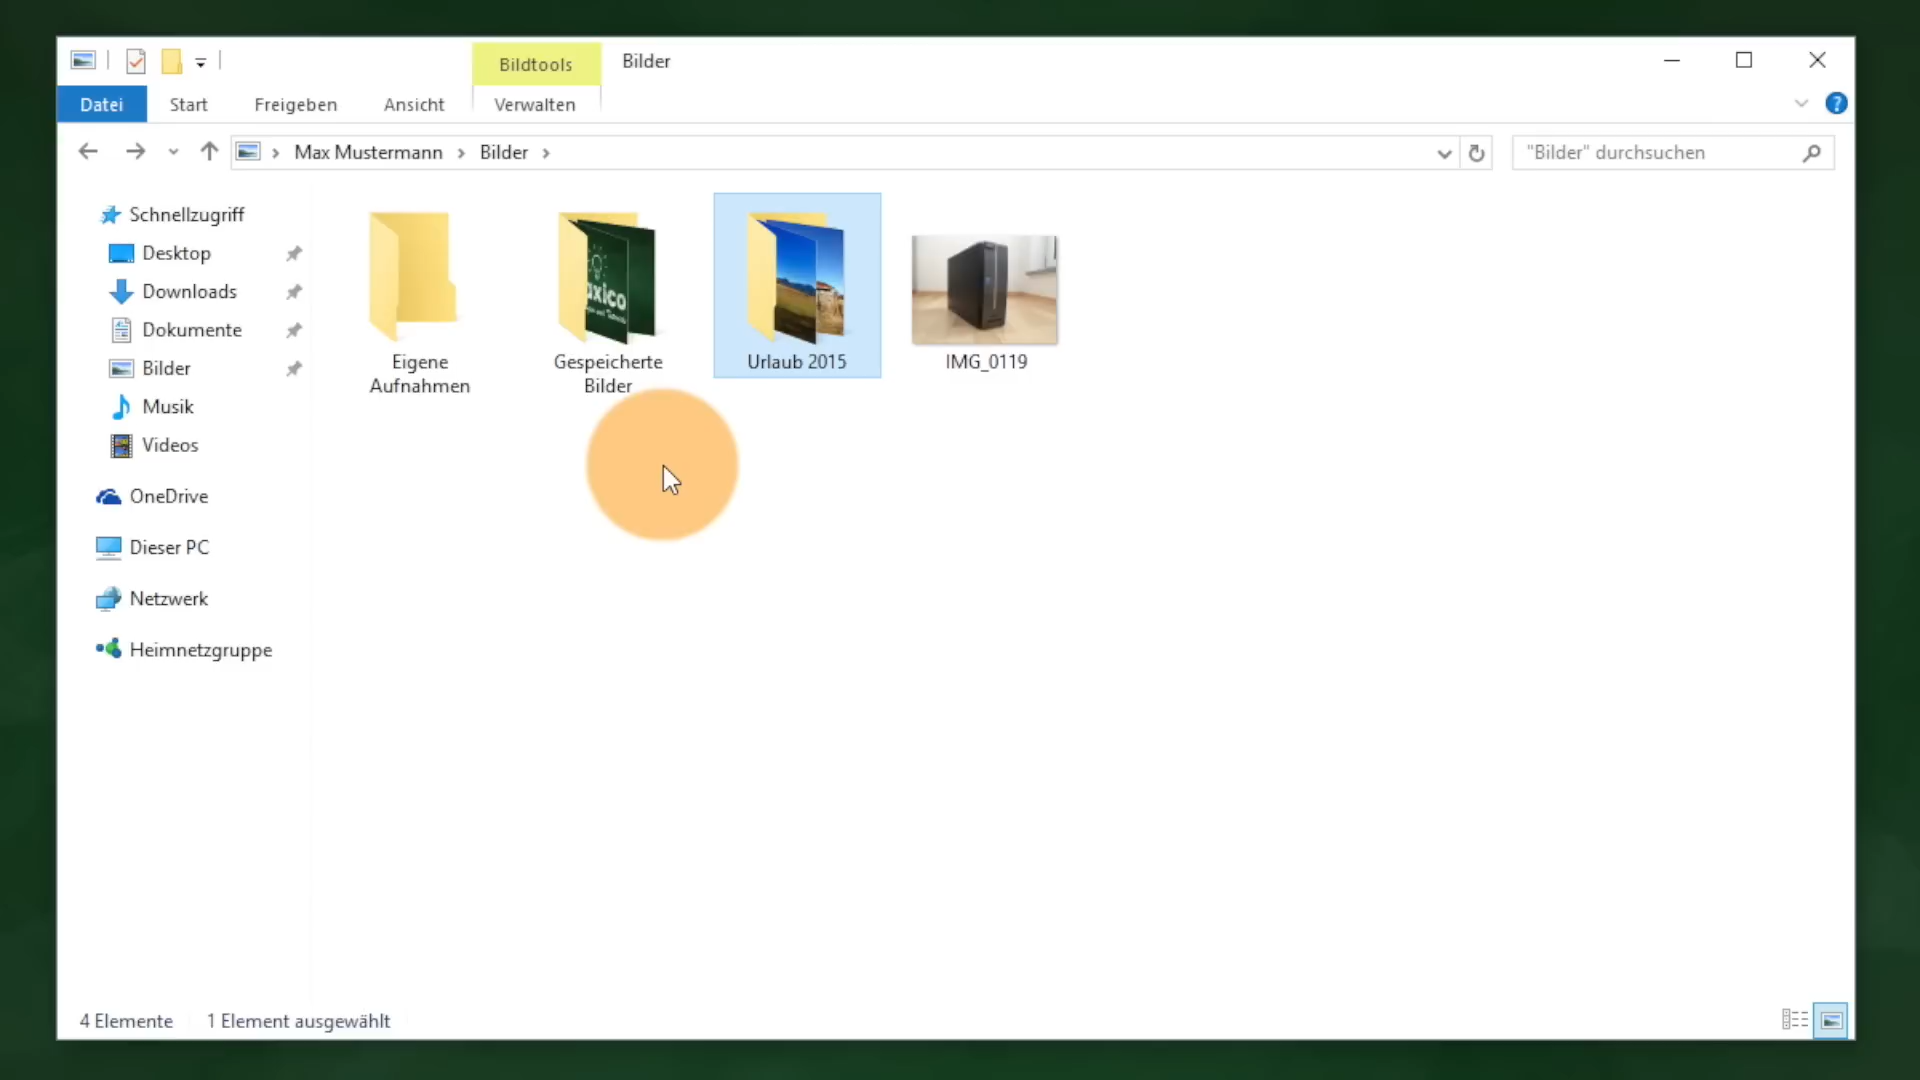 Bildtools
Bilder
Datei
Start
Freigeben
Ansicht
Verwalten
Max Mustermann
Bilder
"Bilder" durchsuchen
Schnellzugriff
Desktop
Downloads
Dokumente
Bilder
Musik
Videos
OneDrive
Dieser PC
Netzwerk
Heimnetzgruppe
Eigene
Aufnahmen
Gespeicherte
Bilder
Urlaub 2015
IMG_0119
4 Elemente
1 Element ausgewählt